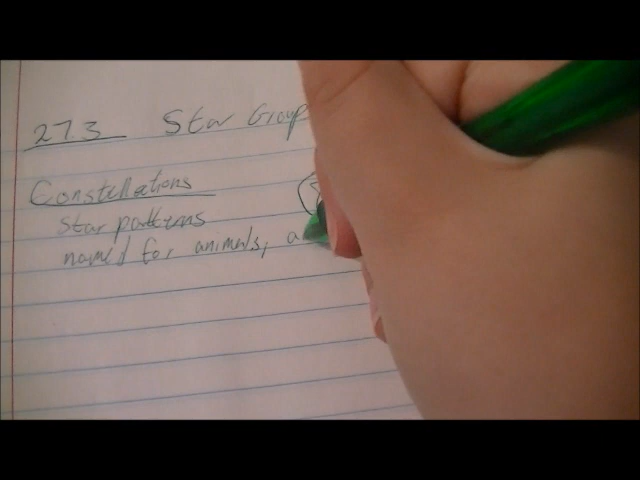 27.3 Star Group
Constellations
Star patterns
named for animals, a